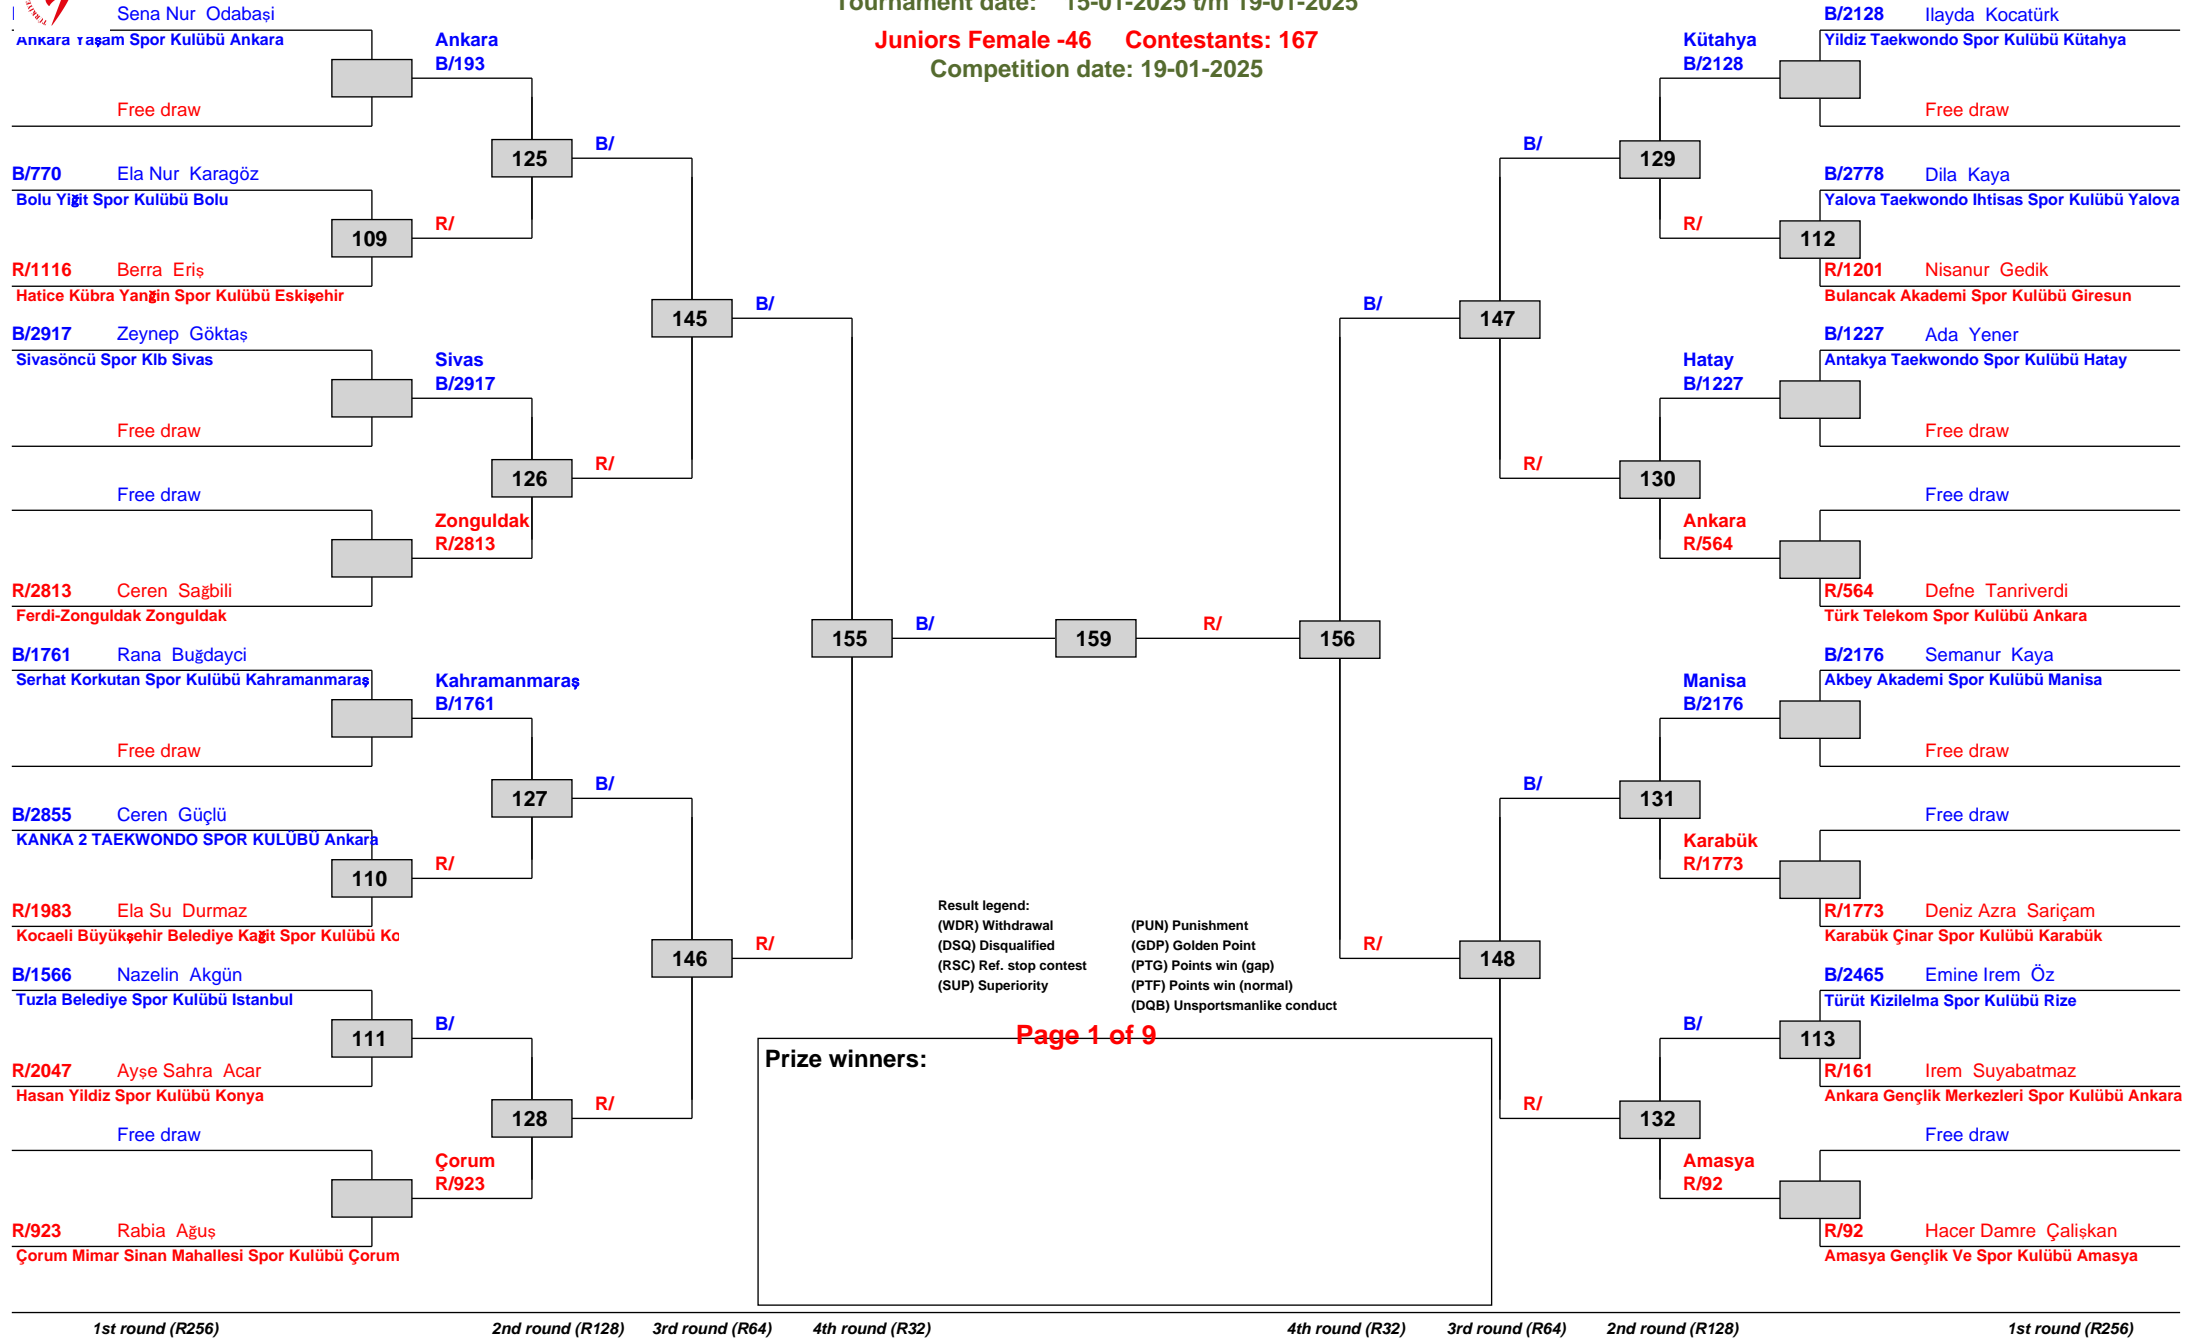 Tournament date: 15-01-2025 t/m 19-01-2025
Juniors Female -46 Contestants: 167
Competition date: 19-01-2025
Sena Nur Odabaşi
Ankara Yaşam Spor Kulübü Ankara
Ankara
B/193
Free draw
125
B/
B/770 Ela Nur Karagöz
Bolu Yiğit Spor Kulübü Bolu
109
R/
R/1116 Berra Eriş
Hatice Kübra Yanğin Spor Kulübü Eskişehir
145
B/
B/2917 Zeynep Göktaş
Sivasöncü Spor Klb Sivas
Sivas
B/2917
Free draw
126
R/
Free draw
Zonguldak
R/2813
R/2813 Ceren Sağbili
Ferdi-Zonguldak Zonguldak
155
B/
159
R/
156
B/1761 Rana Buğdayci
Serhat Korkutan Spor Kulübü Kahramanmaraş
Kahramanmaraş
B/1761
Free draw
127
B/
B/2855 Ceren Güçlü
KANKA 2 TAEKWONDO SPOR KULÜBÜ Ankara
110
R/
R/1983 Ela Su Durmaz
Kocaeli Büyükşehir Belediye Kağit Spor Kulübü Ko
146
R/
B/1566 Nazelin Akgün
Tuzla Belediye Spor Kulübü Istanbul
111
B/
R/2047 Ayşe Sahra Acar
Hasan Yildiz Spor Kulübü Konya
128
R/
Free draw
Çorum
R/923
R/923 Rabia Ağuş
Çorum Mimar Sinan Mahallesi Spor Kulübü Çorum
B/2128 Ilayda Kocatürk
Yildiz Taekwondo Spor Kulübü Kütahya
Kütahya
B/2128
Free draw
B/
129
B/2778 Dila Kaya
Yalova Taekwondo Ihtisas Spor Kulübü Yalova
R/
112
R/1201 Nisanur Gedik
Bulancak Akademi Spor Kulübü Giresun
B/
147
B/1227 Ada Yener
Antakya Taekwondo Spor Kulübü Hatay
Hatay
B/1227
Free draw
R/
130
Free draw
Ankara
R/564
R/564 Defne Tanriverdi
Türk Telekom Spor Kulübü Ankara
B/2176 Semanur Kaya
Akbey Akademi Spor Kulübü Manisa
Manisa
B/2176
Free draw
B/
131
Free draw
Karabük
R/1773
R/1773 Deniz Azra Sariçam
Karabük Çinar Spor Kulübü Karabük
R/
148
B/2465 Emine Irem Öz
Türüt Kizilelma Spor Kulübü Rize
B/
113
R/161 Irem Suyabatmaz
Ankara Gençlik Merkezleri Spor Kulübü Ankara
R/
132
Free draw
Amasya
R/92
R/92 Hacer Damre Çalişkan
Amasya Gençlik Ve Spor Kulübü Amasya
Result legend:
(WDR) Withdrawal (PUN) Punishment
(DSQ) Disqualified (GDP) Golden Point
(RSC) Ref. stop contest (PTG) Points win (gap)
(SUP) Superiority (PTF) Points win (normal)
(DQB) Unsportsmanlike conduct
Page 1 of 9
Prize winners:
1st round (R256) 2nd round (R128) 3rd round (R64) 4th round (R32) 4th round (R32) 3rd round (R64) 2nd round (R128) 1st round (R256)